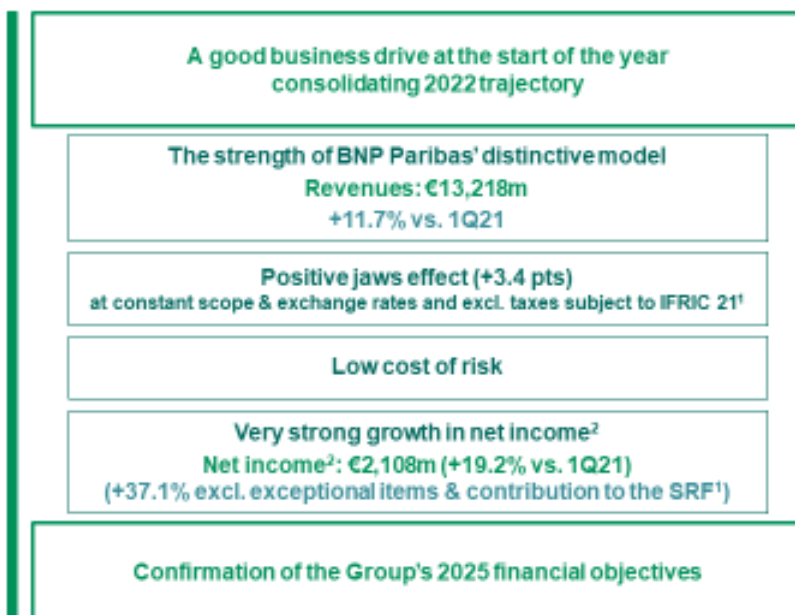 A good business drive at the start of the year
consolidating 2022 trajectory
The strength of BNP Paribas' distinctive model
Revenues: €13,218m
+11.7% vs. 1Q21
Positive jaws effect (+3.4 pts)
at constant scope & exchange rates and excl. taxes subject to IFRIC 21¹
Low cost of risk
Very strong growth in net income²
Net income²: €2,108m (+19.2% vs. 1Q21)
(+37.1% excl. exceptional items & contribution to the SRF¹)
Confirmation of the Group's 2025 financial objectives